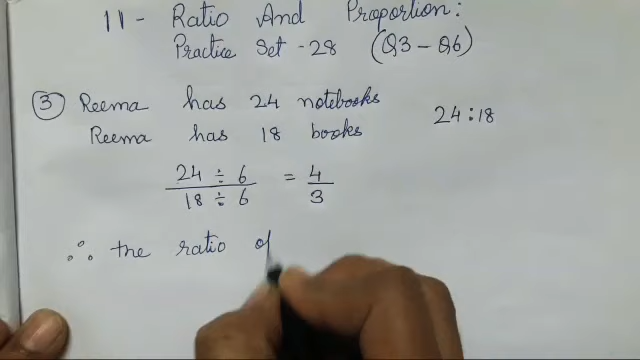 11 - Ratio And Proportion:
Practice Set - 28 (Q3 - Q6)
3 Reema has 24 notebooks
Reema has 18 books
24 : 18
24 ÷ 6 / 18 ÷ 6 = 4 / 3
∴ the ratio of